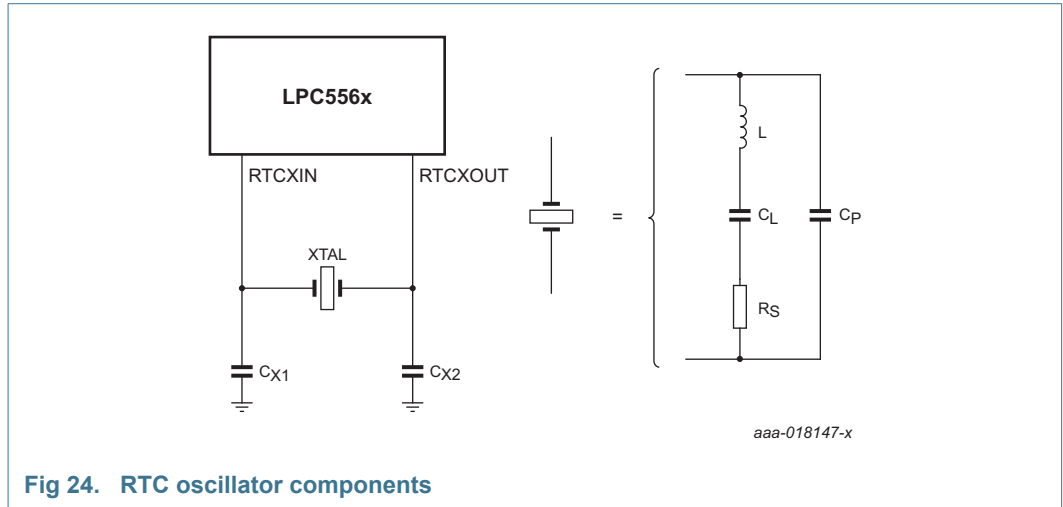 LPC556x
RTCXIN
RTCXOUT
XTAL
CX1
CX2
=
L
CL
CP
RS
aaa-018147-x
Fig 24. RTC oscillator components